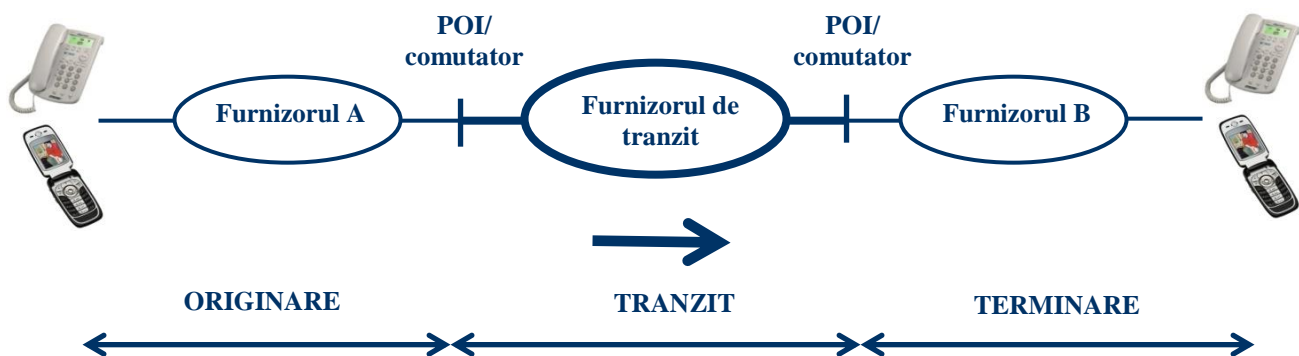 POI/
comutator
POI/
comutator
Furnizorul A
Furnizorul de
tranzit
Furnizorul B
ORIGINARE
TRANZIT
TERMINARE